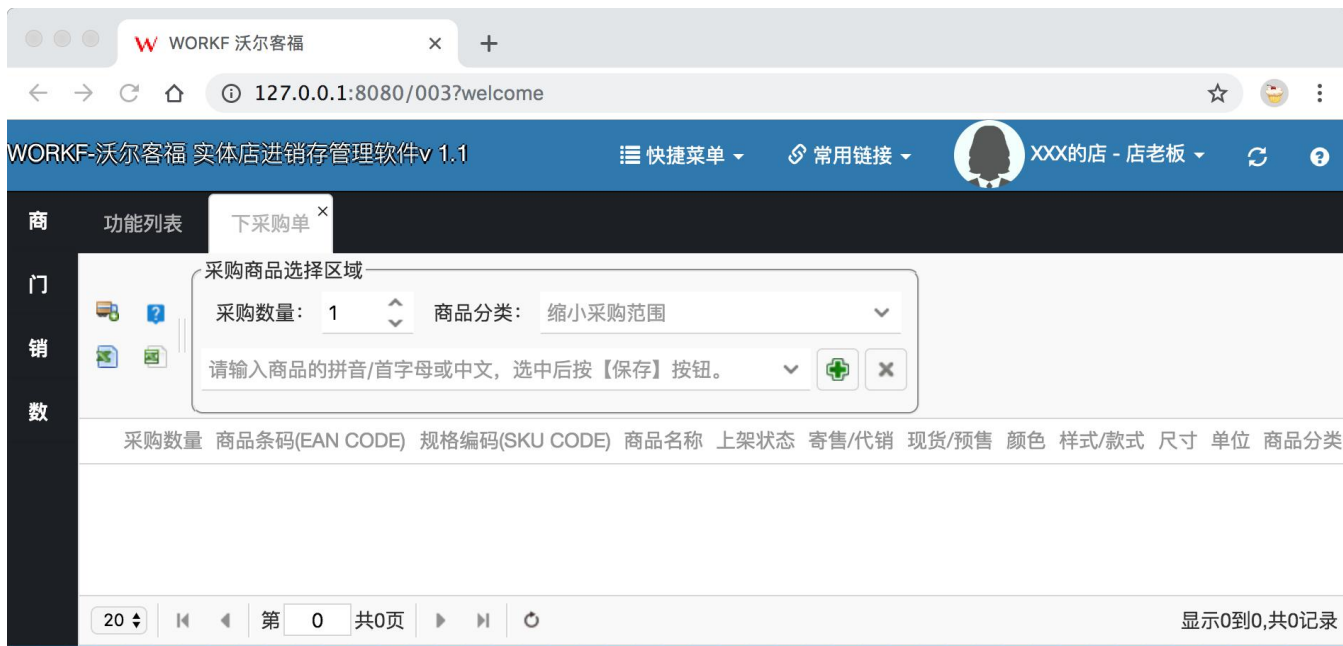 WORKF 沃尔客福
127.0.0.1:8080/003?welcome
WORKF-沃尔客福 实体店进销存管理软件v 1.1 快捷菜单 常用链接 XXX的店 - 店老板
商 功能列表 下采购单
门 采购商品选择区域
采购数量： 1 商品分类： 缩小采购范围
销 请输入商品的拼音/首字母或中文，选中后按【保存】按钮。
数
采购数量 商品条码(EAN CODE) 规格编码(SKU CODE) 商品名称 上架状态 寄售/代销 现货/预售 颜色 样式/款式 尺寸 单位 商品分类
20 第 0 共0页 显示0到0,共0记录